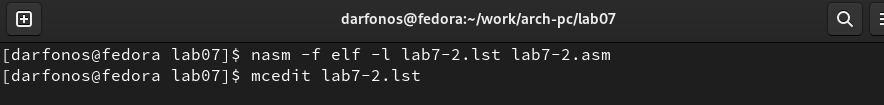 darfonos@fedora:~/work/arch-pc/lab07
[darfonos@fedora lab07]$ nasm -f elf -l lab7-2.lst lab7-2.asm
[darfonos@fedora lab07]$ mcedit lab7-2.lst